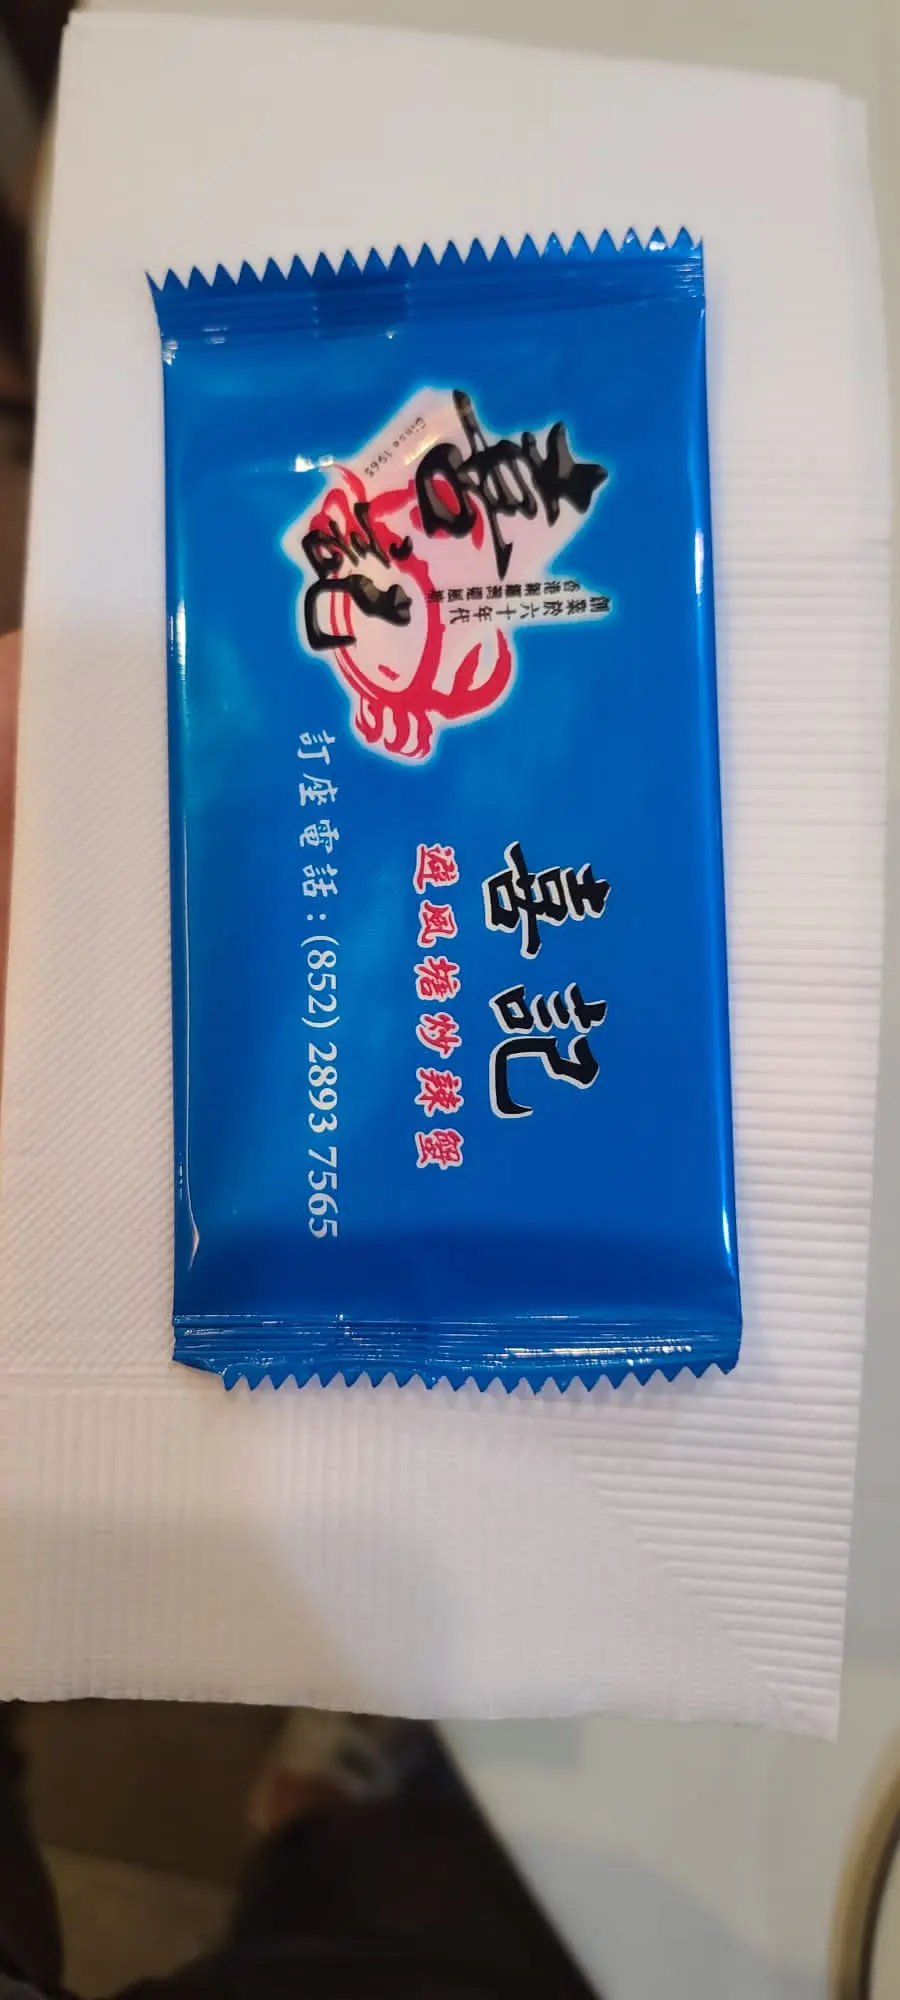 喜記
Since 1965
創業於六十年代
香港銅鑼灣避風塘
喜記
避風塘炒辣蟹
訂座電話:(852) 2893 7565